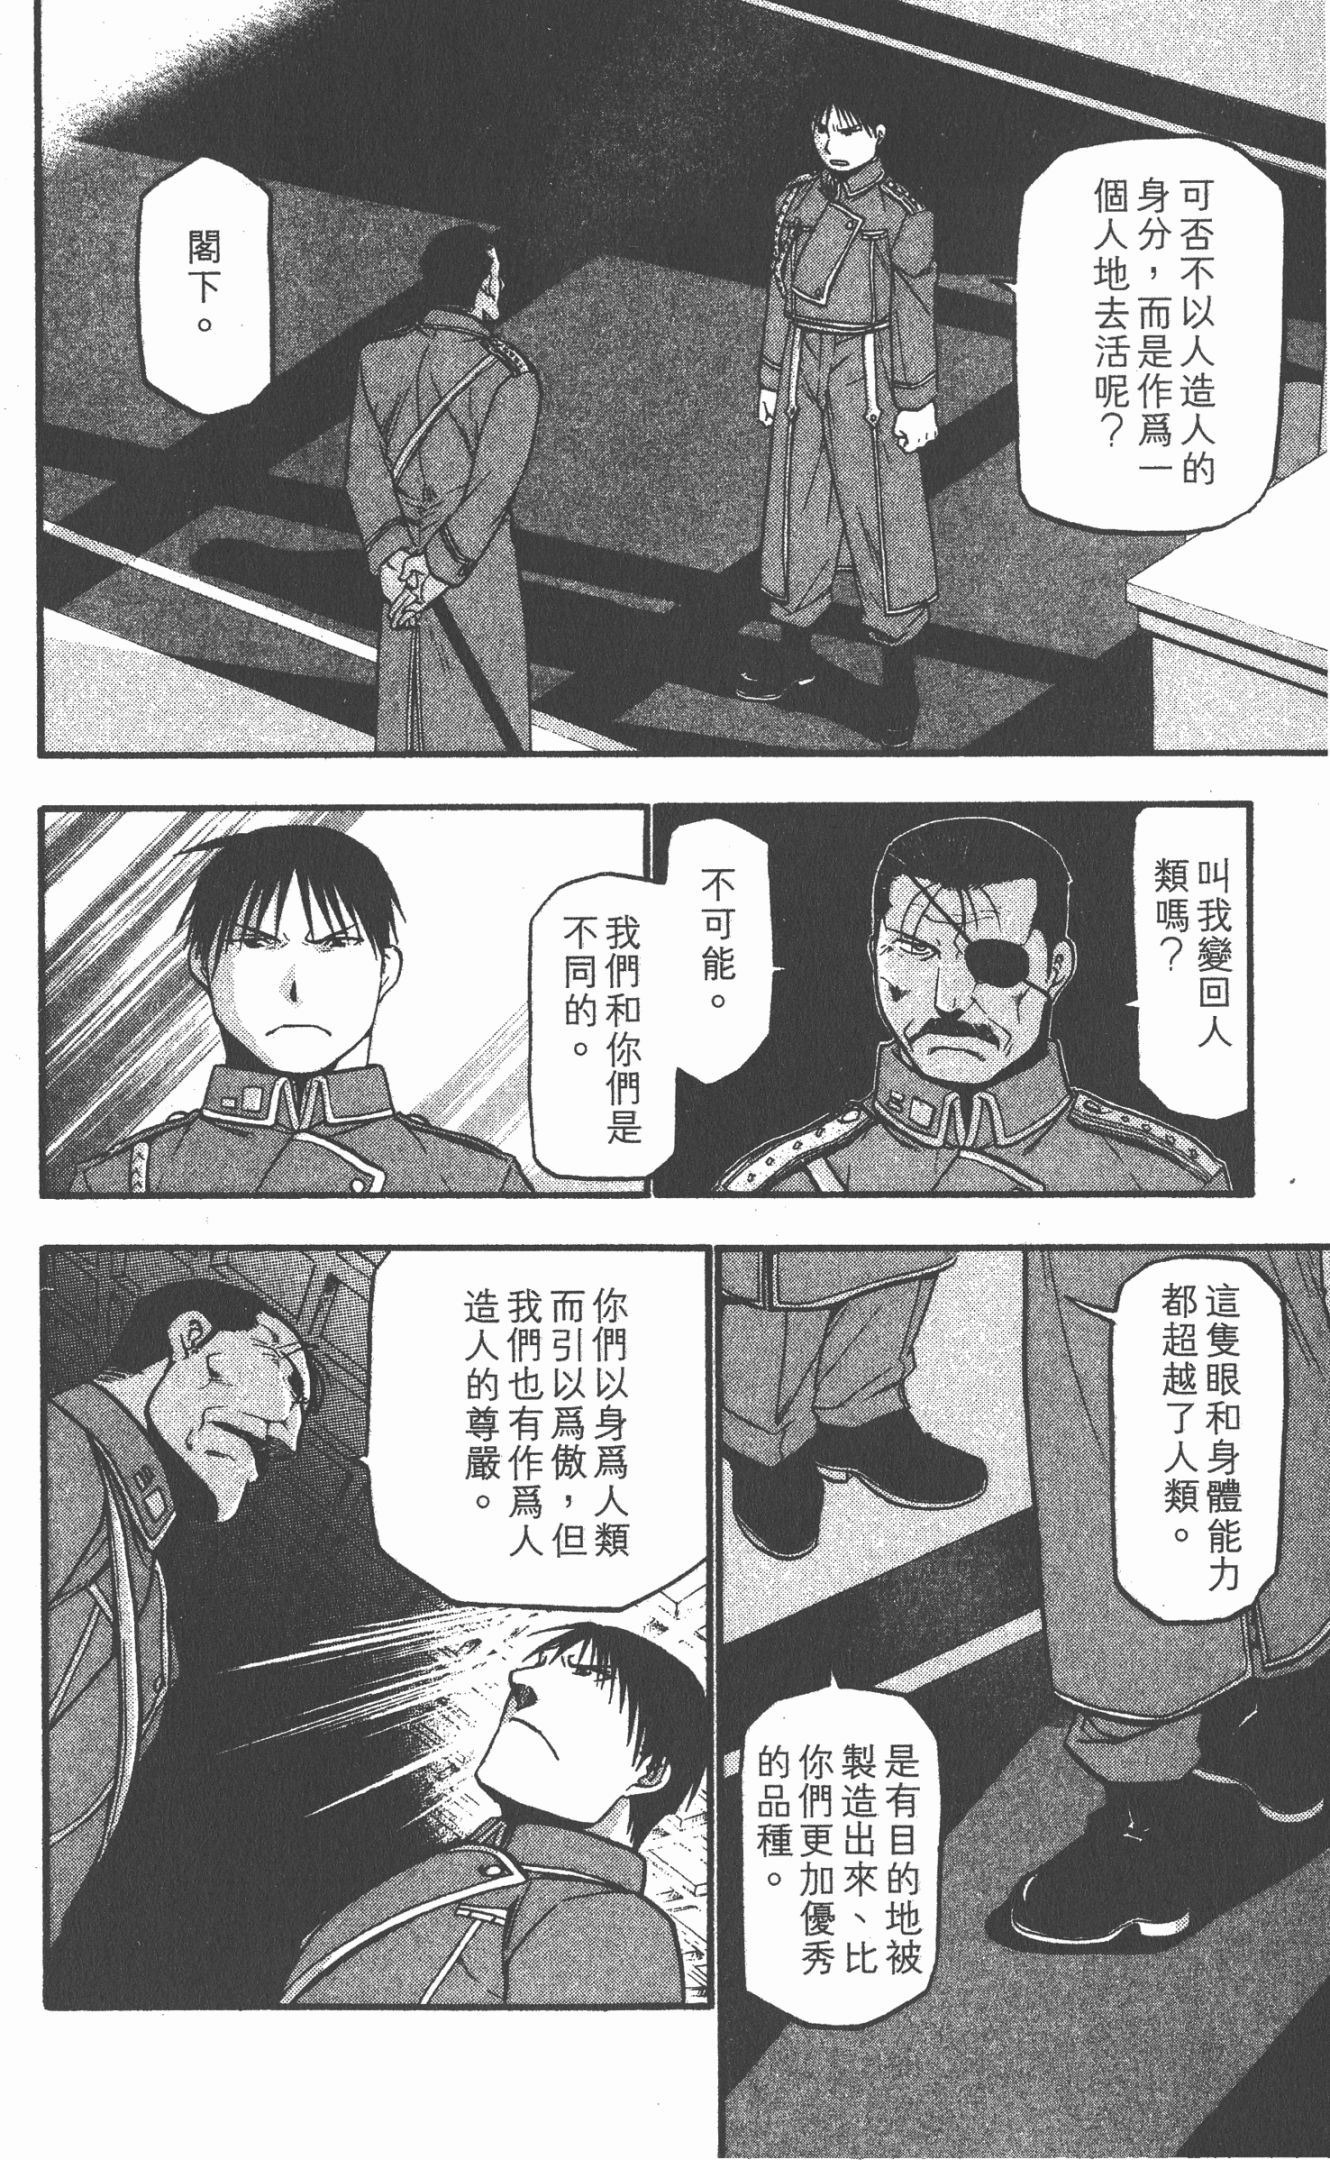 可否不以人造人的
身分，而是作爲一
個人地去活呢？
閣下。
叫我變回人
類嗎？
不可能。
我們和你們是
不同的。
這隻眼和身體能力
都超越了人類。
是有目的地被
製造出來、比
你們更加優秀
的品種。
你們以身爲人類
而引以爲傲，但
我們也有作爲人
造人的尊嚴。